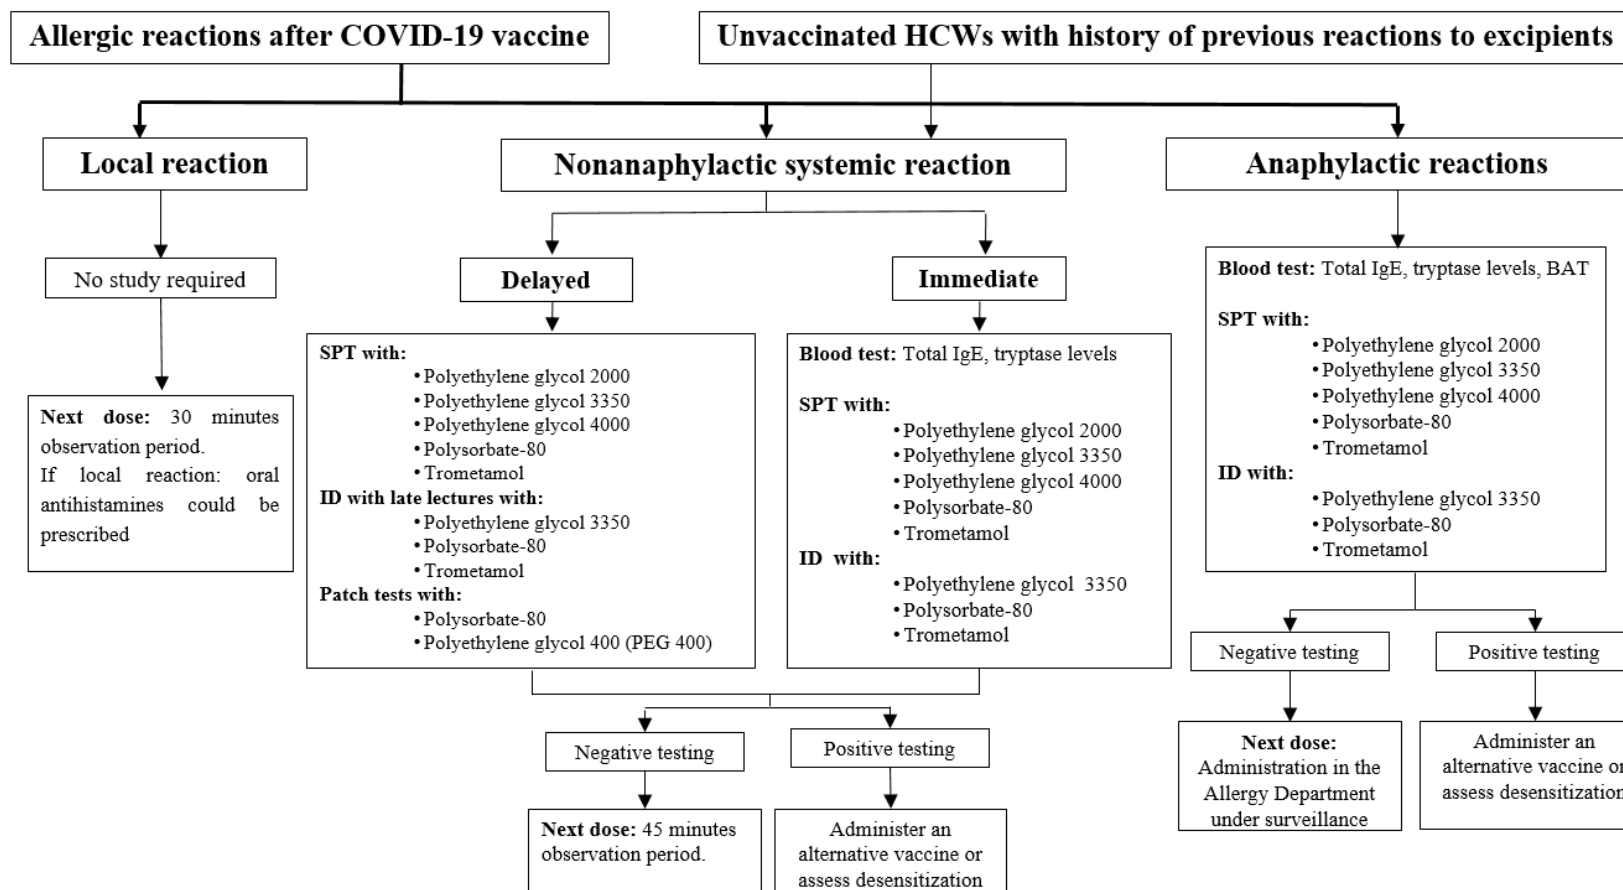 Allergic reactions after COVID-19 vaccine
Unvaccinated HCWs with history of previous reactions to excipients
Local reaction
Nonanaphylactic systemic reaction
Anaphylactic reactions
No study required
Next dose: 30 minutes
observation period.
If local reaction: oral
antihistamines could be
prescribed
Delayed
SPT with:
•Polyethylene glycol 2000
•Polyethylene glycol 3350
•Polyethylene glycol 4000
•Polysorbate-80
•Trometamol
ID with late lectures with:
•Polyethylene glycol 3350
•Polysorbate-80
•Trometamol
Patch tests with:
•Polysorbate-80
•Polyethylene glycol 400 (PEG 400)
Immediate
Blood test: Total IgE, tryptase levels
SPT with:
•Polyethylene glycol 2000
•Polyethylene glycol 3350
•Polyethylene glycol 4000
•Polysorbate-80
•Trometamol
ID with:
•Polyethylene glycol 3350
•Polysorbate-80
•Trometamol
Negative testing
Positive testing
Next dose: 45 minutes
observation period.
Administer an
alternative vaccine or
assess desensitization
Blood test: Total IgE, tryptase levels, BAT
SPT with:
•Polyethylene glycol 2000
•Polyethylene glycol 3350
•Polyethylene glycol 4000
•Polysorbate-80
•Trometamol
ID with:
•Polyethylene glycol 3350
•Polysorbate-80
•Trometamol
Negative testing
Positive testing
Next dose:
Administration in the
Allergy Department
under surveillance
Administer an
alternative vaccine or
assess desensitization